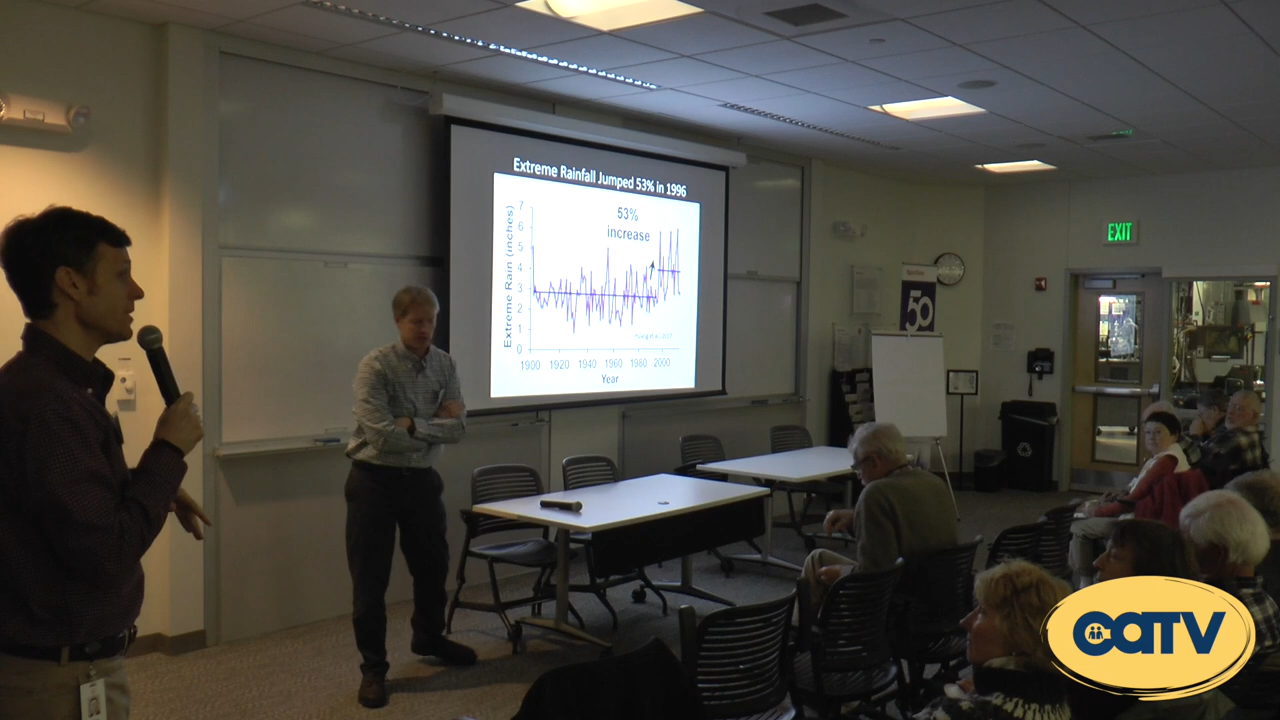 Extreme Rainfall Jumped 53% in 1996
53%
increase
Extreme Rain (inches)
7
6
5
4
3
2
1
0
1900 1920 1940 1960 1980 2000
Year
EXIT
50
CATV